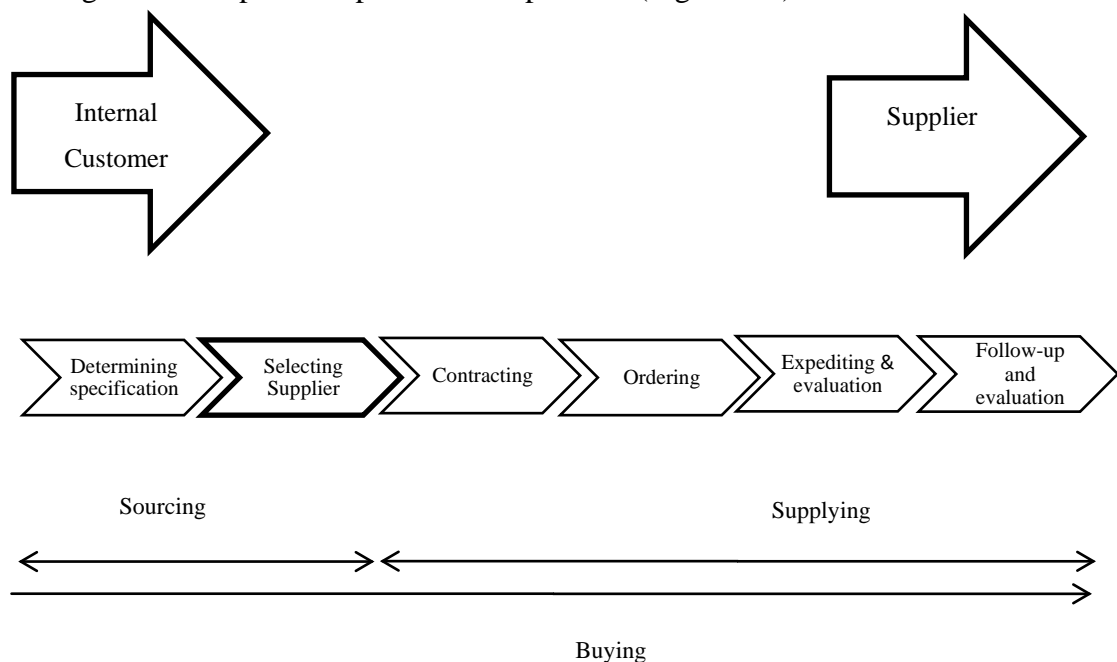 Internal
Customer
Supplier
Determining
specification
Selecting
Supplier
Contracting
Ordering
Expediting &
evaluation
Follow-up
and
evaluation
Sourcing
Supplying
Buying